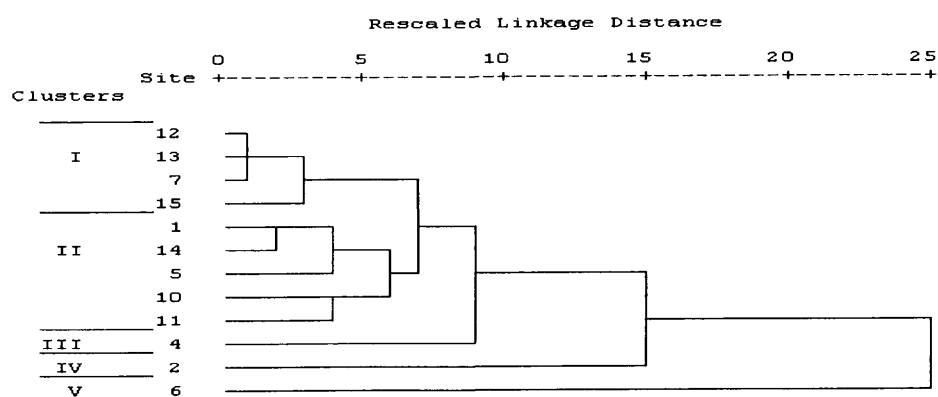 Rescaled Linkage Distance
0 5 10 15 20 25
Site
Clusters
12
I 13
7
15
1
II 14
5
10
11
III 4
IV 2
V 6